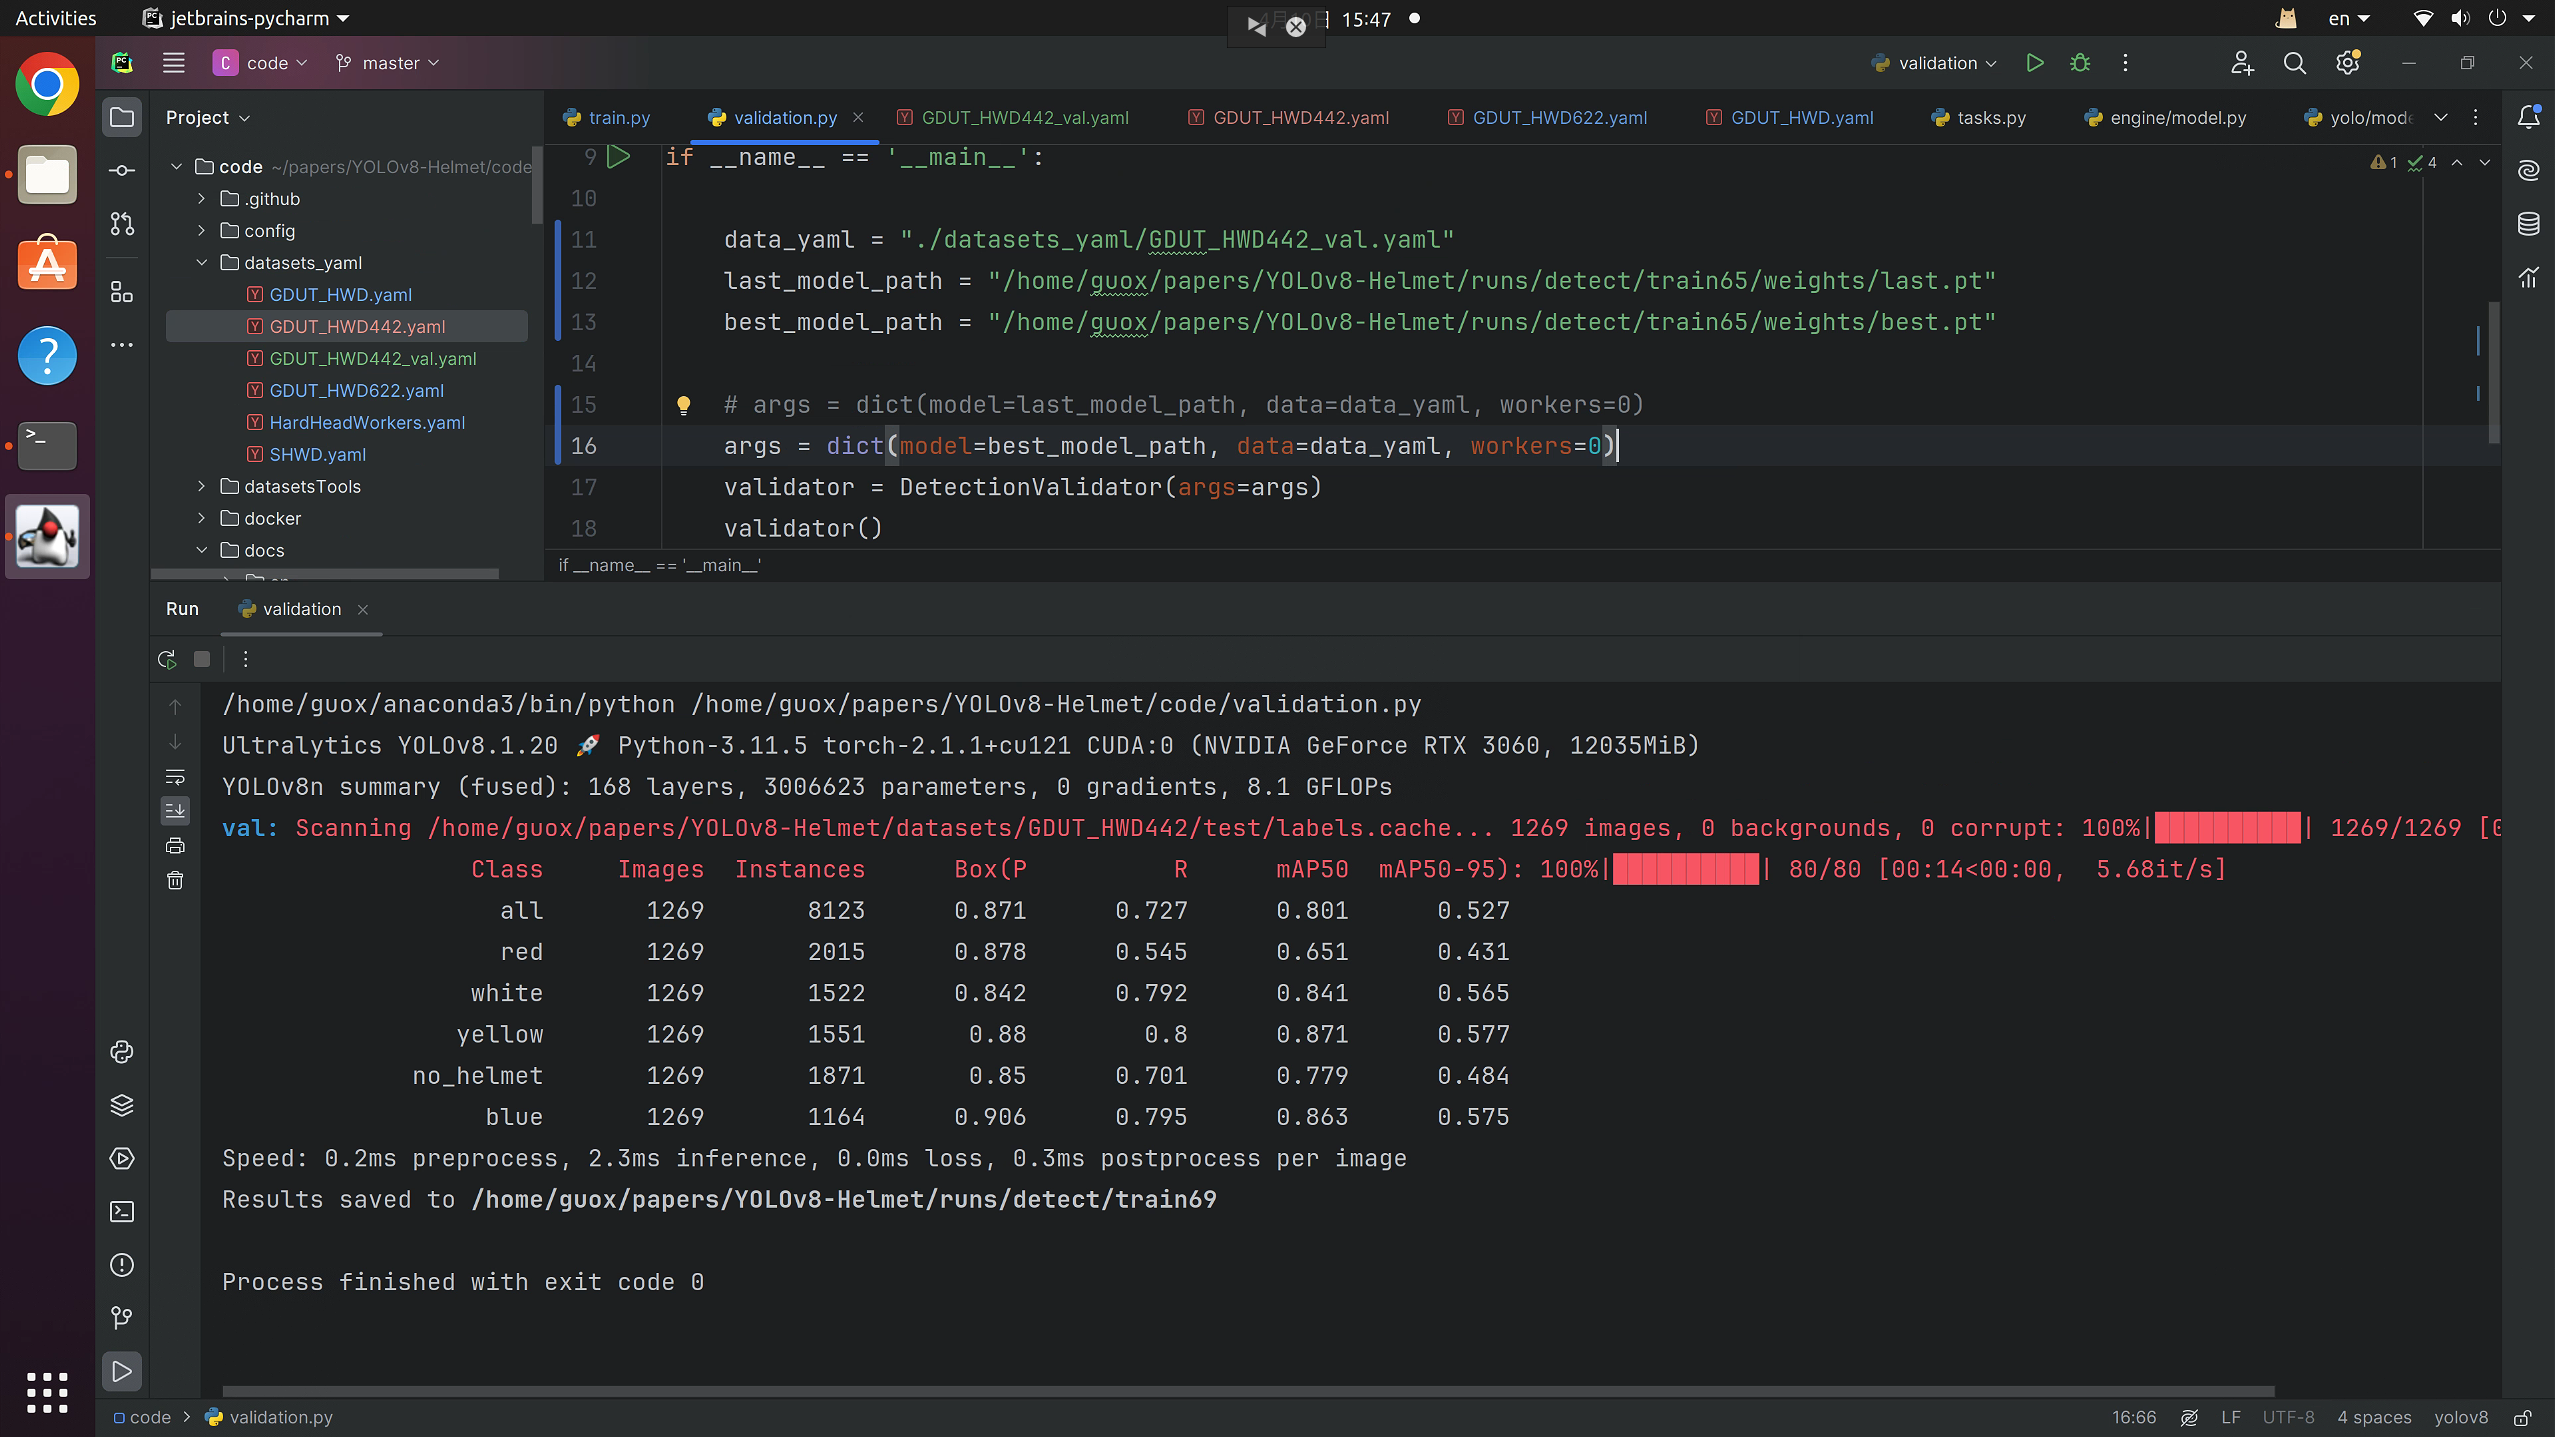 Activities
jetbrains-pycharm
15:47
en
C code
master
validation
Project
train.py
validation.py
GDUT_HWD442_val.yaml
GDUT_HWD442.yaml
GDUT_HWD622.yaml
GDUT_HWD.yaml
tasks.py
engine/model.py
code ~/papers/YOLOv8-Helmet/code
.github
config
datasets_yaml
GDUT_HWD.yaml
GDUT_HWD442.yaml
GDUT_HWD442_val.yaml
GDUT_HWD622.yaml
HardHeadWorkers.yaml
SHWD.yaml
datasetsTools
docker
docs
9 if __name__ == '__main__':
10
11 data_yaml = "./datasets_yaml/GDUT_HWD442_val.yaml"
12 last_model_path = "/home/guox/papers/YOLOv8-Helmet/runs/detect/train65/weights/last.pt"
13 best_model_path = "/home/guox/papers/YOLOv8-Helmet/runs/detect/train65/weights/best.pt"
14
15 # args = dict(model=last_model_path, data=data_yaml, workers=0)
16 args = dict(model=best_model_path, data=data_yaml, workers=0)
17 validator = DetectionValidator(args=args)
18 validator()
1 4
if __name__ == '__main__'
Run
validation
/home/guox/anaconda3/bin/python /home/guox/papers/YOLOv8-Helmet/code/validation.py
Ultralytics YOLOv8.1.20 🚀 Python-3.11.5 torch-2.1.1+cu121 CUDA:0 (NVIDIA GeForce RTX 3060, 12035MiB)
YOLOv8n summary (fused): 168 layers, 3006623 parameters, 0 gradients, 8.1 GFLOPs
val: Scanning /home/guox/papers/YOLOv8-Helmet/datasets/GDUT_HWD442/test/labels.cache... 1269 images, 0 backgrounds, 0 corrupt: 100%|██████████| 1269/1269 [
Class Images Instances Box(P R mAP50 mAP50-95): 100%|██████████| 80/80 [00:14<00:00, 5.68it/s]
all 1269 8123 0.871 0.727 0.801 0.527
red 1269 2015 0.878 0.545 0.651 0.431
white 1269 1522 0.842 0.792 0.841 0.565
yellow 1269 1551 0.88 0.8 0.871 0.577
no_helmet 1269 1871 0.85 0.701 0.779 0.484
blue 1269 1164 0.906 0.795 0.863 0.575
Speed: 0.2ms preprocess, 2.3ms inference, 0.0ms loss, 0.3ms postprocess per image
Results saved to /home/guox/papers/YOLOv8-Helmet/runs/detect/train69
Process finished with exit code 0
code > validation.py
16:66
LF
UTF-8
4 spaces
yolov8